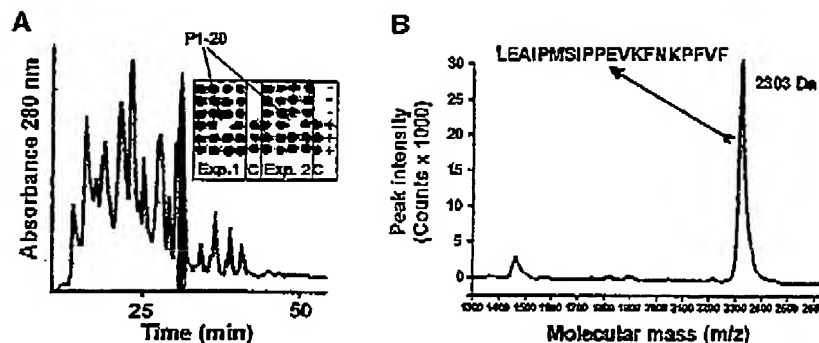 A
P1-20
Absorbance 280 nm
Exp.1 C Exp. 2 C
25 50
Time (min)
B
LEAIPMSIPPEVKFNKPFVF
2303 Da
Peak intensity
(Counts x 1000)
30
25
20
15
10
5
0
Molecular mass (m/z)